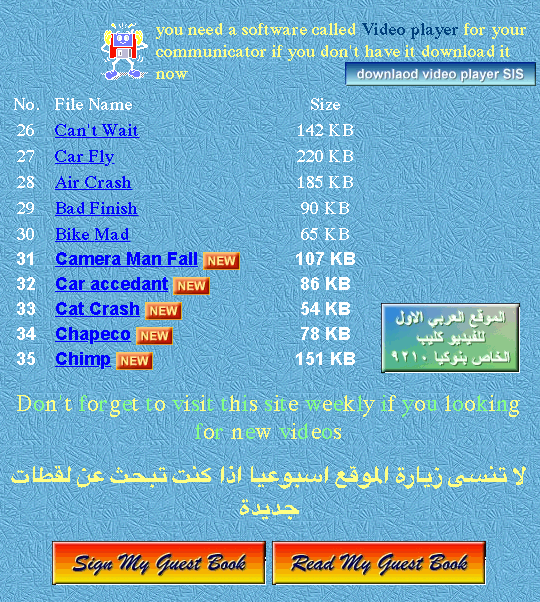 you need a software called Video player for your
communicator if you don't have it download it
now
downlaod video player SIS
No. File Name Size
26 Can't Wait 142 KB
27 Car Fly 220 KB
28 Air Crash 185 KB
29 Bad Finish 90 KB
30 Bike Mad 65 KB
31 Camera Man Fall NEW 107 KB
32 Car accedant NEW 86 KB
33 Cat Crash NEW 54 KB
34 Chapeco NEW 78 KB
35 Chimp NEW 151 KB
الموقع العربي الاول
للفيديو كليب
الخاص بنوكيا ٩٢١٠
Don't forget to visit this site weekly if you looking
for new videos
لا تنسى زيارة الموقع اسبوعيا اذا كنت تبحث عن لقطات
جديدة
Sign My Guest Book
Read My Guest Book